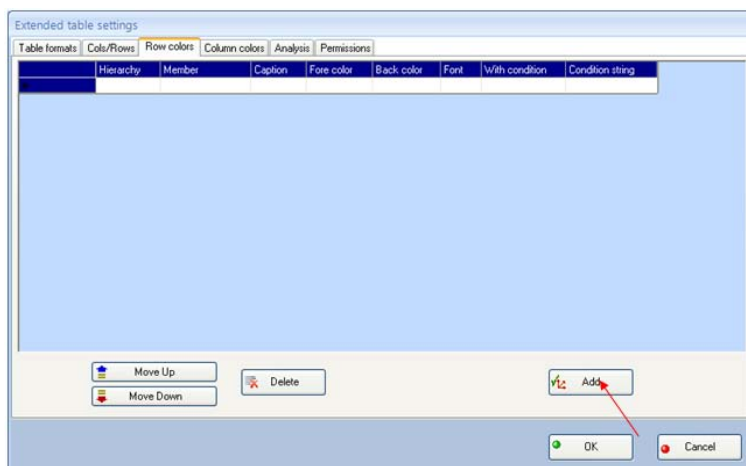 Extended table settings
Table formats Cols/Rows Row colors Column colors Analysis Permissions
Hierarchy Member Caption Fore color Back color Font With condition Condition string
Move Up
Delete Add
Move Down
OK Cancel